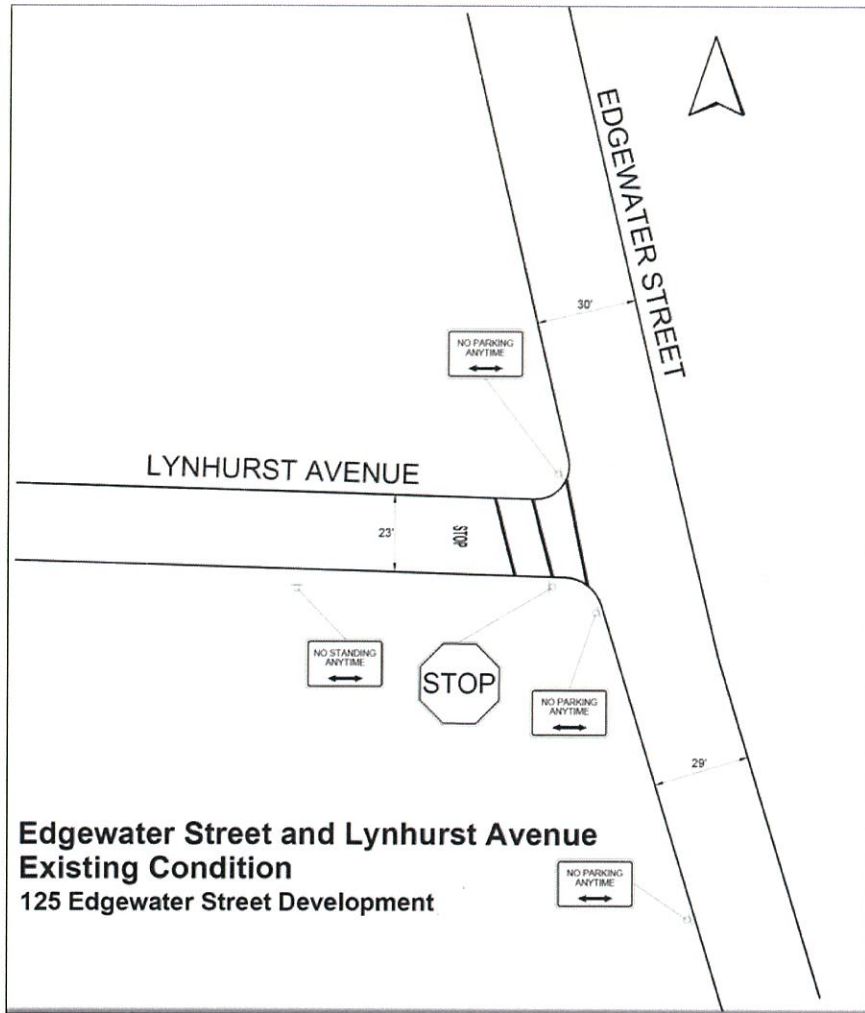 EDGEWATER STREET
30'
NO PARKING
ANYTIME
LYNHURST AVENUE
23'
STOP
NO STANDING
ANYTIME
STOP
NO PARKING
ANYTIME
29'
Edgewater Street and Lynhurst Avenue
Existing Condition
125 Edgewater Street Development
NO PARKING
ANYTIME